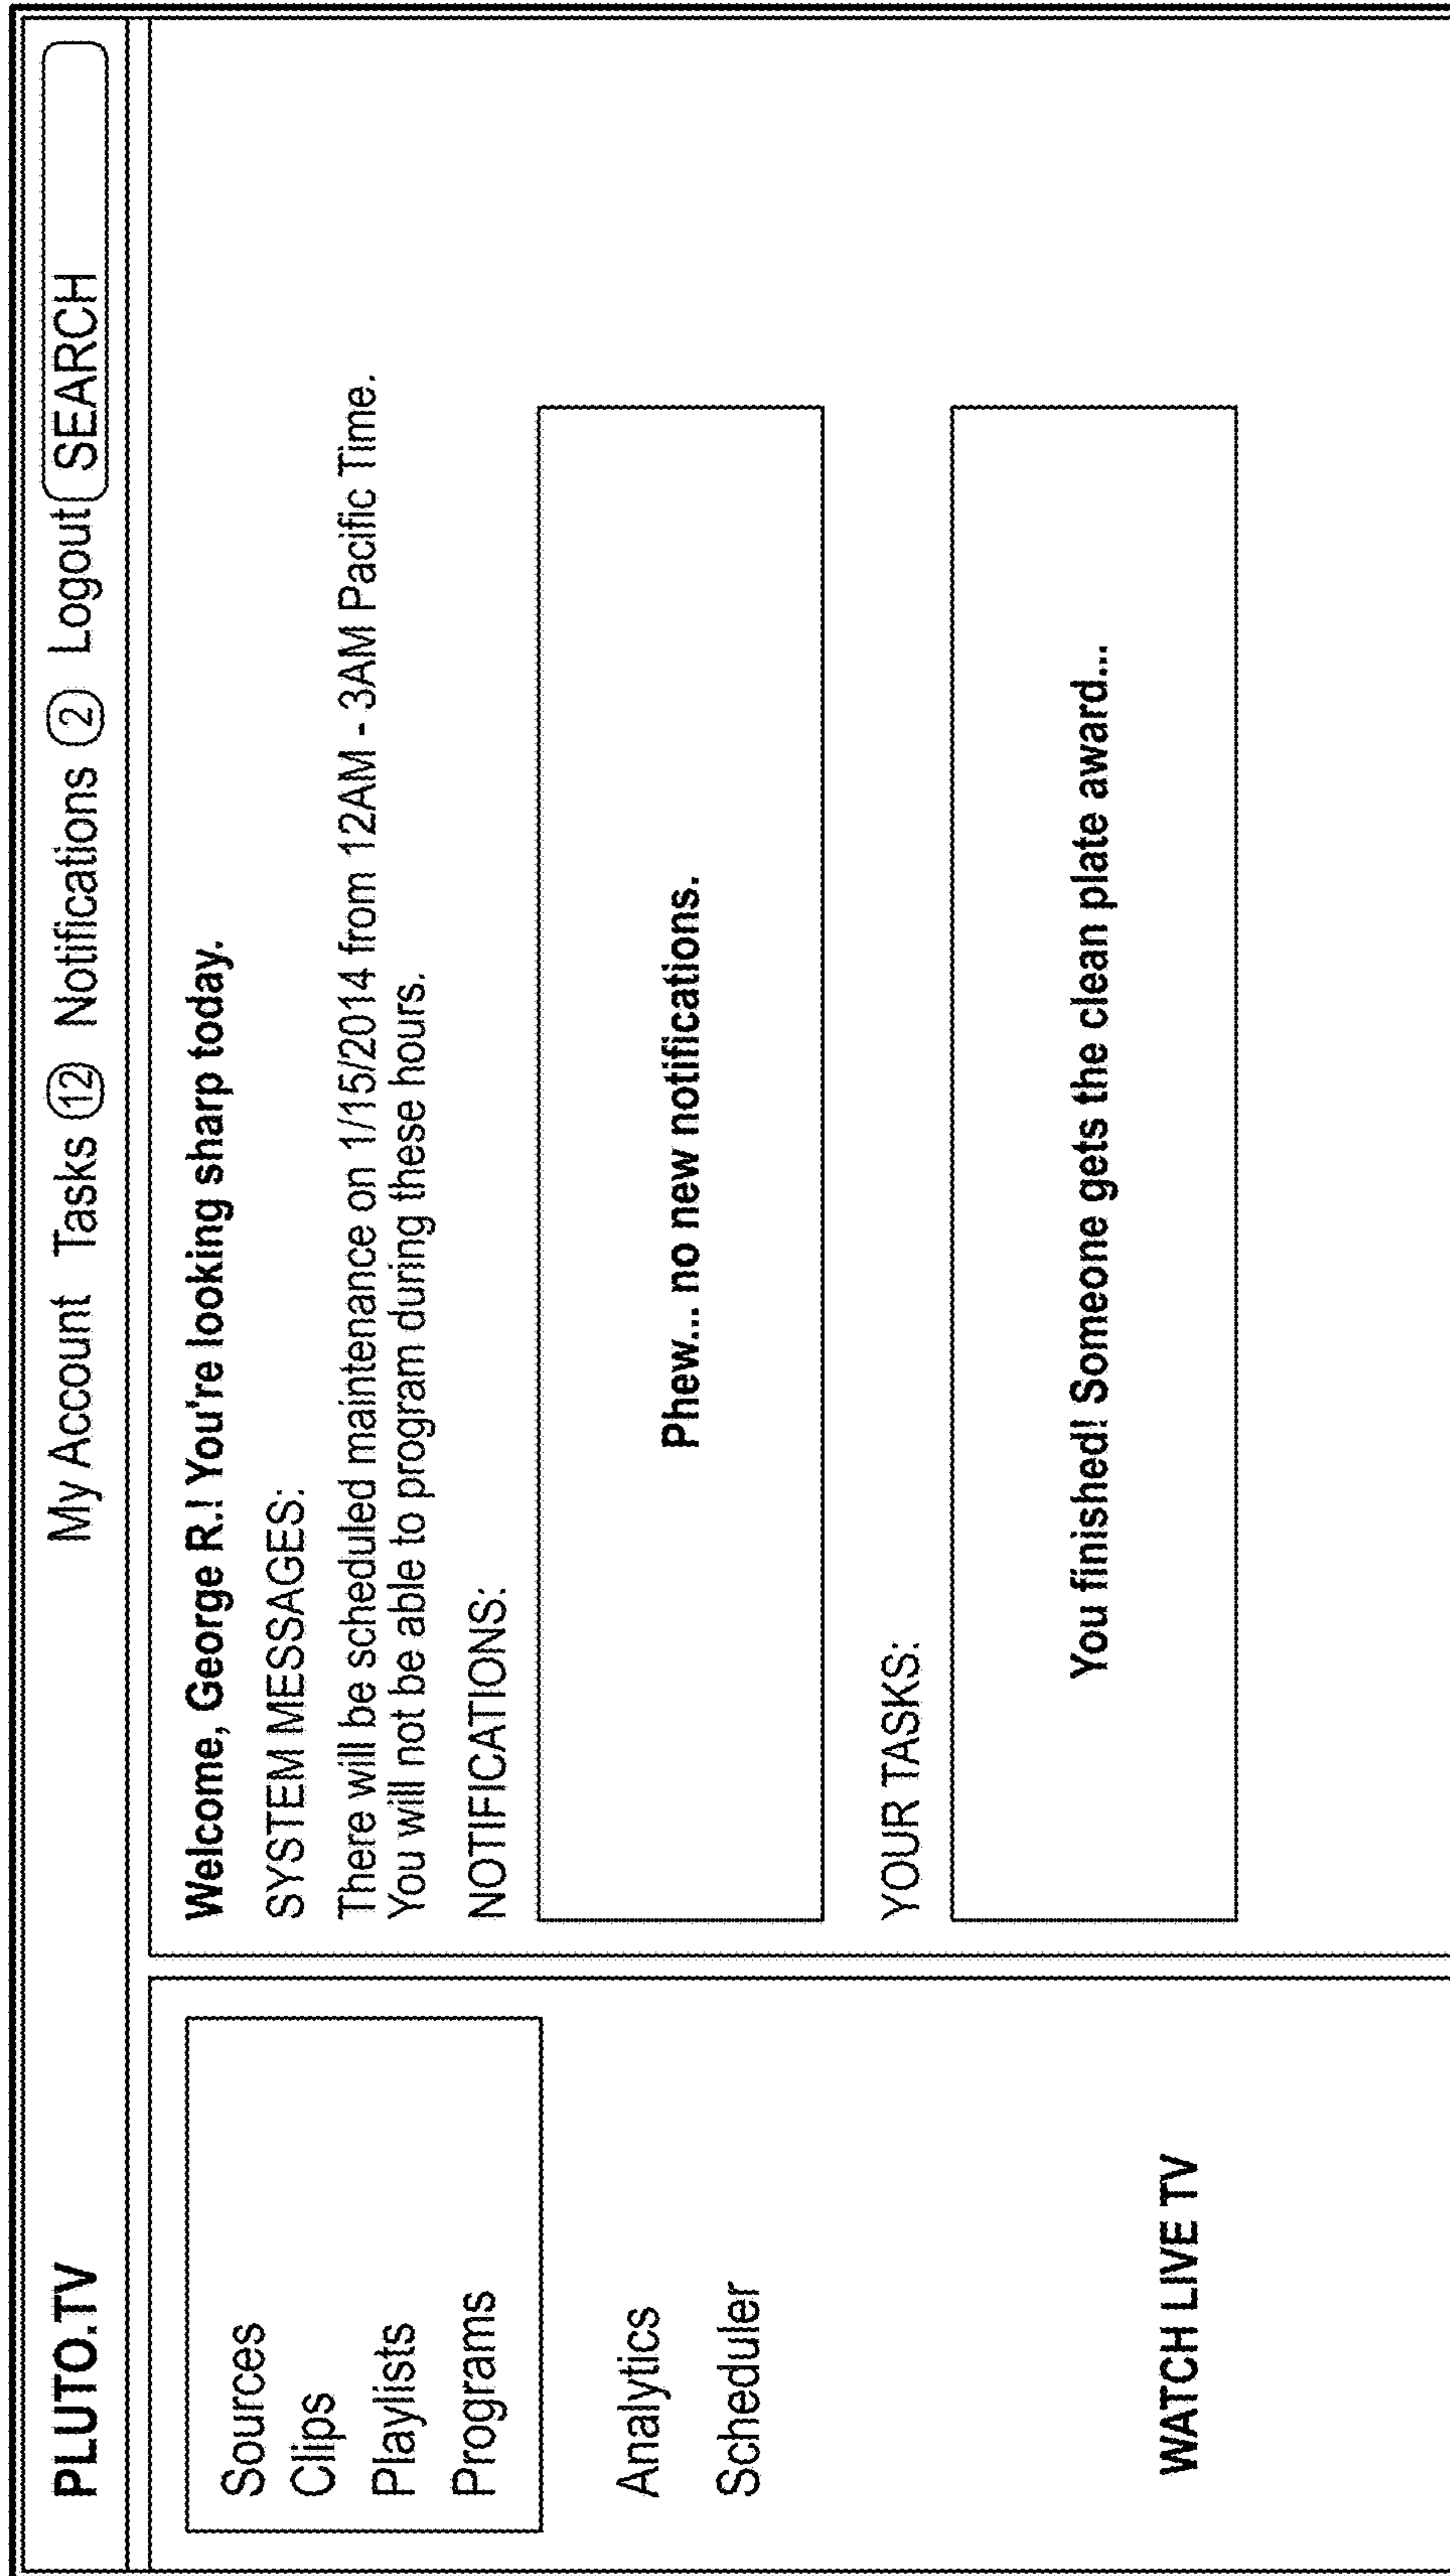 PLUTO.TV
My Account Tasks 12 Notifications 2 Logout SEARCH
Sources
Clips
Playlists
Programs
Analytics
Scheduler
WATCH LIVE TV
Welcome, George R.! You're looking sharp today.
SYSTEM MESSAGES:
There will be scheduled maintenance on 1/15/2014 from 12AM - 3AM Pacific Time.
You will not be able to program during these hours.
NOTIFICATIONS:
Phew... no new notifications.
YOUR TASKS:
You finished! Someone gets the clean plate award...